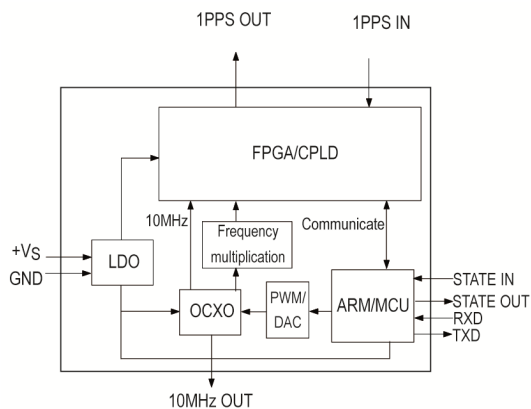 1PPS OUT
1PPS IN
FPGA/CPLD
10MHz
Frequency
multiplication
Communicate
+VS
GND
LDO
OCXO
PWM/
DAC
ARM/MCU
STATE IN
STATE OUT
RXD
TXD
10MHz OUT